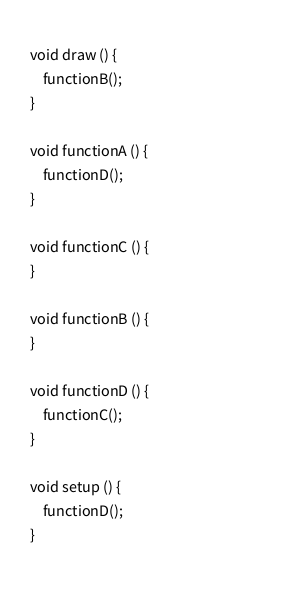 void draw () {
    functionB();
}

void functionA () {
    functionD();
}

void functionC () {
}

void functionB () {
}

void functionD () {
    functionC();
}

void setup () {
    functionD();
}